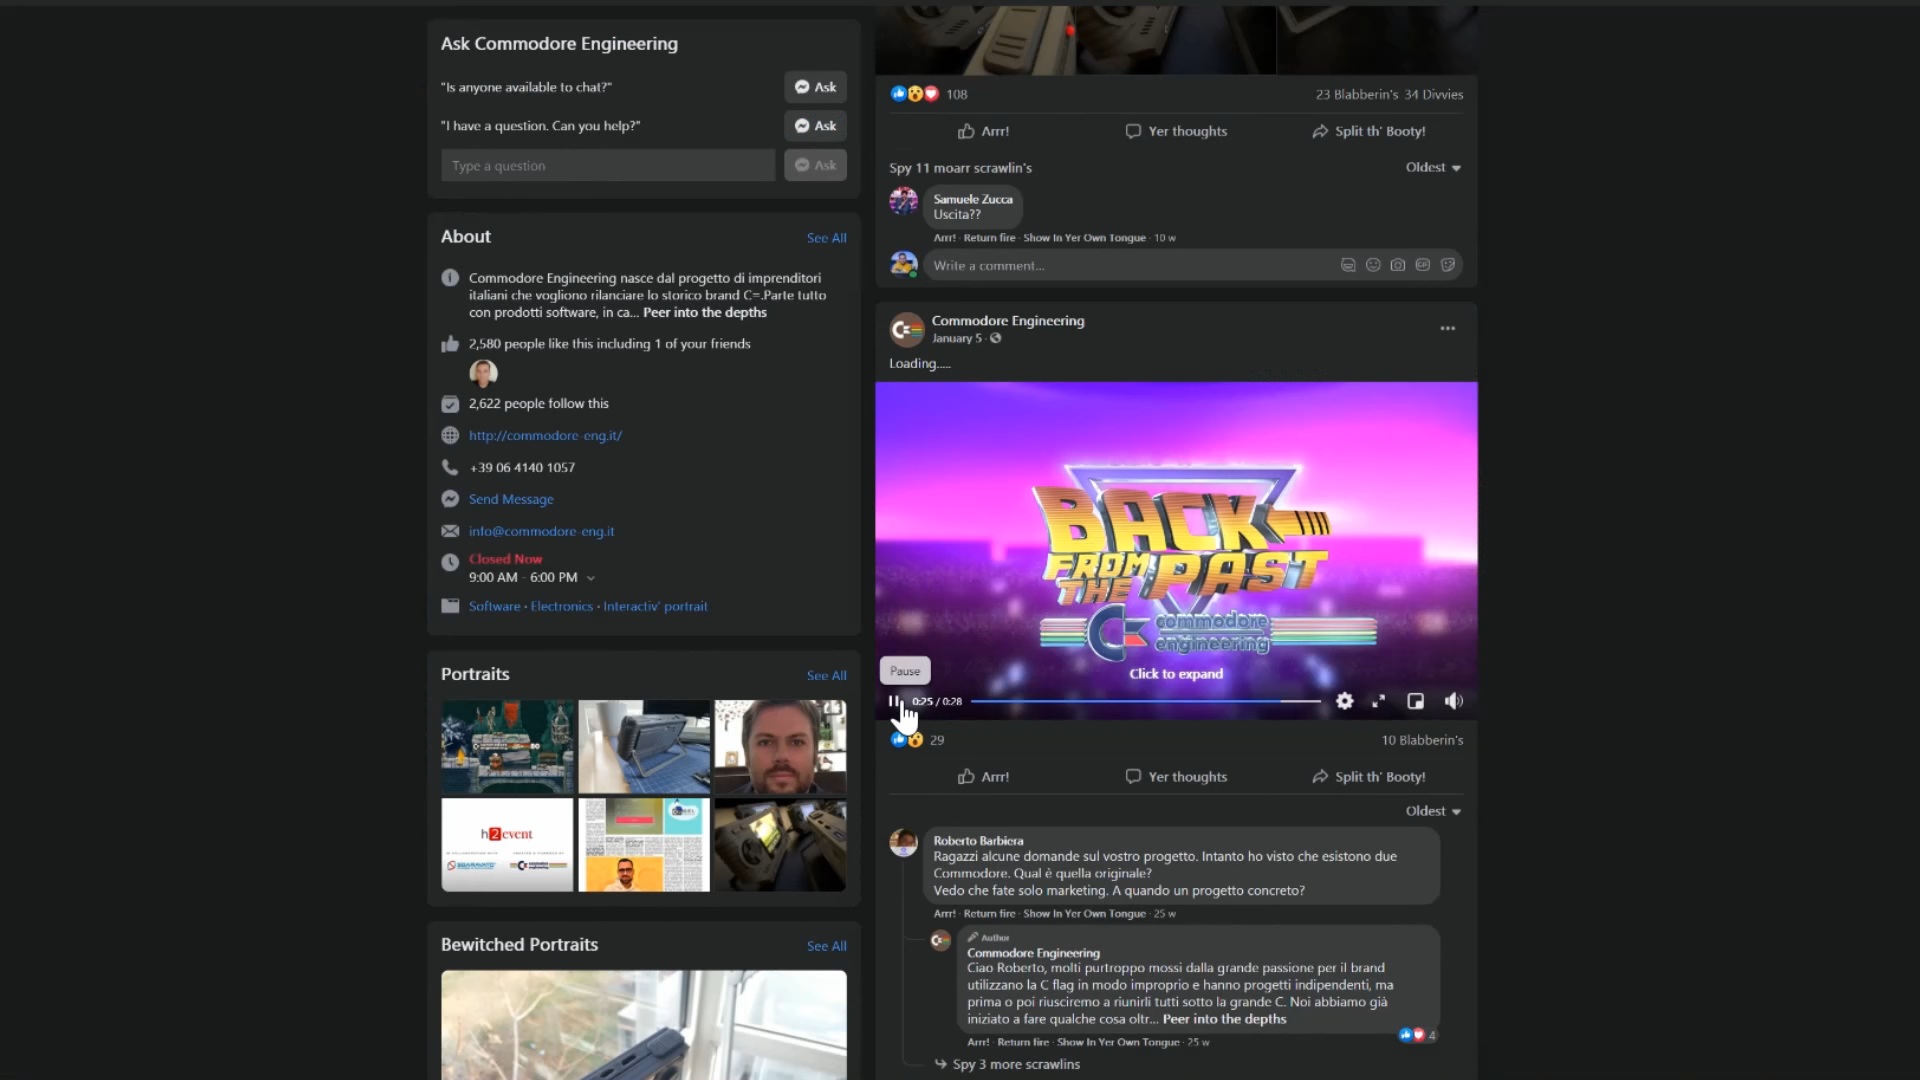 Ask Commodore Engineering
"Is anyone available to chat?"
Ask
"I have a question. Can you help?"
Ask
Type a question
Ask
About
See All
Commodore Engineering nasce dal progetto di imprenditori
italiani che vogliono rilanciare lo storico brand C=.Parte tutto
con prodotti software, in ca... Peer into the depths
2,580 people like this including 1 of your friends
2,622 people follow this
http://commodore-eng.it/
+39 06 4140 1057
Send Message
info@commodore-eng.it
Closed Now
9:00 AM - 6:00 PM
Software · Electronics · Interactiv' portrait
Portraits
See All
h2event
Bewitched Portraits
See All
108
23 Blabberin's 34 Divvies
Arrr!
Yer thoughts
Split th' Booty!
Spy 11 moarr scrawlin's
Oldest
Samuele Zucca
Uscita??
Arrr! · Return fire · Show In Yer Own Tongue · 10 w
Write a comment...
Commodore Engineering
January 5 ·
Loading.....
BACK
FROM
THE PAST
commodore
engineering
Pause
Click to expand
0:25 / 0:28
29
10 Blabberin's
Arrr!
Yer thoughts
Split th' Booty!
Oldest
Roberto Barbiera
Ragazzi alcune domande sul vostro progetto. Intanto ho visto che esistono due
Commodore. Qual è quella originale?
Vedo che fate solo marketing. A quando un progetto concreto?
Arrr! · Return fire · Show In Yer Own Tongue · 25 w
Author
Commodore Engineering
Ciao Roberto, molti purtroppo mossi dalla grande passione per il brand
utilizzano la C flag in modo improprio e hanno progetti indipendenti, ma
prima o poi riusciremo a riunirli tutti sotto la grande C. Noi abbiamo già
iniziato a fare qualche cosa oltr... Peer into the depths
4
Arrr! · Return fire · Show In Yer Own Tongue · 25 w
Spy 3 more scrawlins